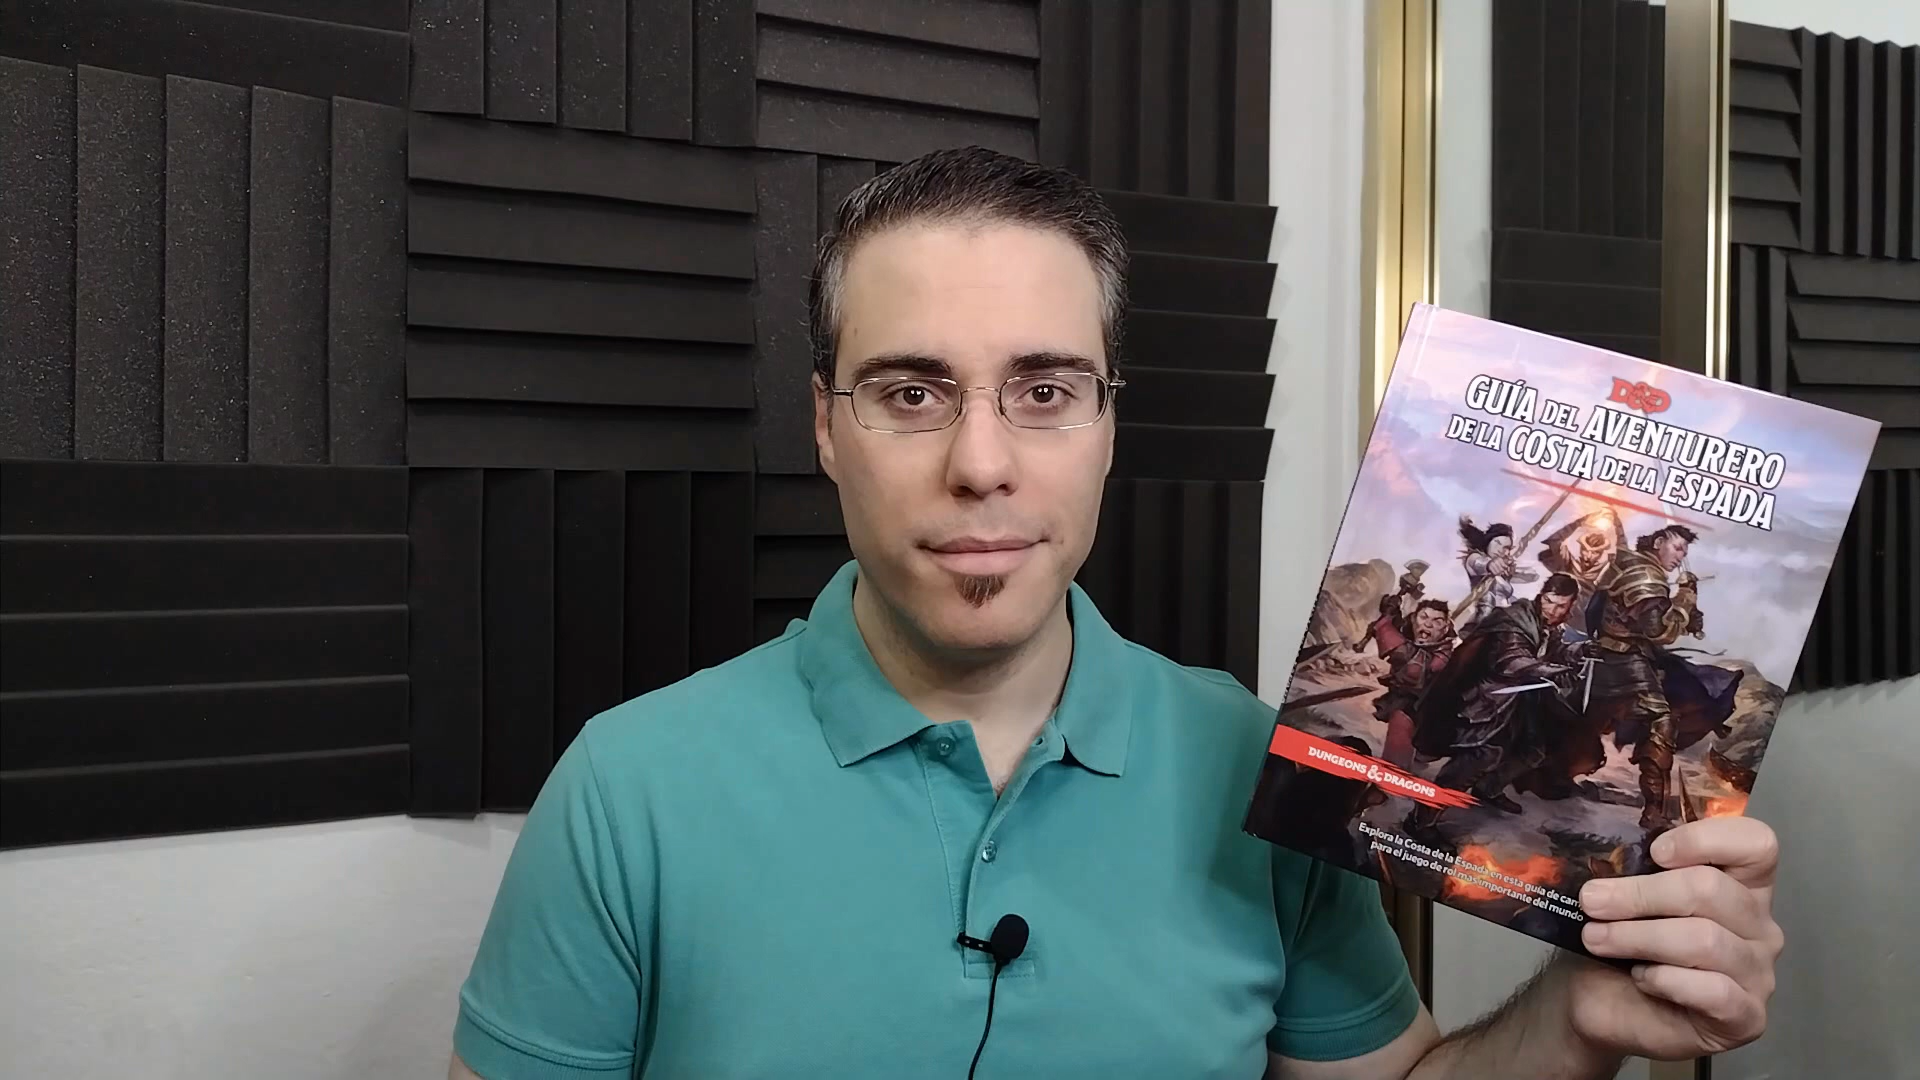 D&D
GUÍA DEL AVENTURERO
DE LA COSTA DE LA ESPADA
DUNGEONS & DRAGONS
Explora la Costa de la Espada en esta guía de
para el juego de rol más importante del mundo